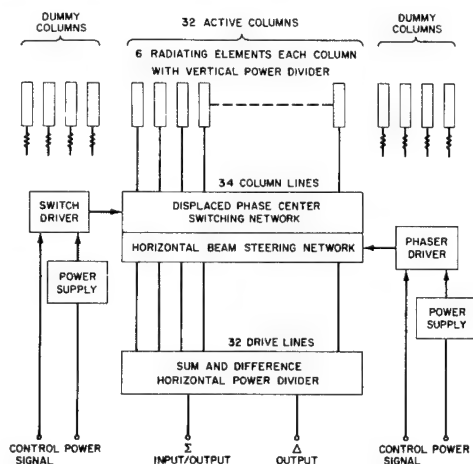 DUMMY
COLUMNS
32 ACTIVE COLUMNS
DUMMY
COLUMNS
6 RADIATING ELEMENTS EACH COLUMN
WITH VERTICAL POWER DIVIDER
34 COLUMN LINES
SWITCH
DRIVER
DISPLACED PHASE CENTER
SWITCHING NETWORK
HORIZONTAL BEAM STEERING NETWORK
PHASER
DRIVER
POWER
SUPPLY
POWER
SUPPLY
32 DRIVE LINES
SUM AND DIFFERENCE
HORIZONTAL POWER DIVIDER
CONTROL POWER
SIGNAL
Σ
INPUT/OUTPUT
Δ
OUTPUT
CONTROL POWER
SIGNAL